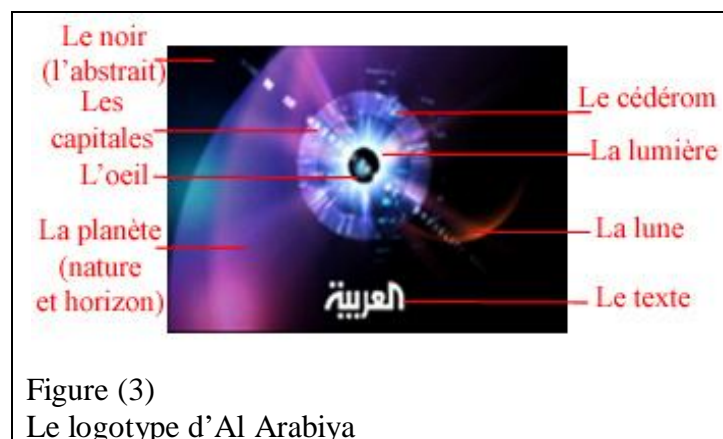 Le noir
(l'abstrait)
Les
capitales
L'oeil
La planète
(nature
et horizon)
Le cédérom
La lumière
La lune
Le texte
العربية
Figure (3)
Le logotype d'Al Arabiya